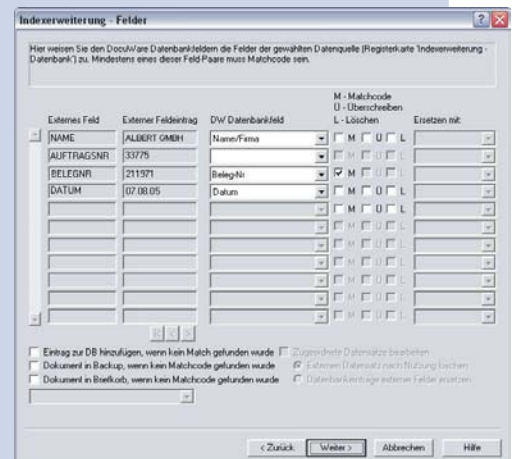 Indexerweiterung - Felder
Hier weisen Sie den DocuWare Datenbankfeldern die Felder der gewählten Datenquelle (Registerkarte 'Indexerweiterung -
Datenbank') zu. Mindestens eines dieser Feld-Paare muss Matchcode sein.
M - Matchcode
Ü - Überschreiben
Externes Feld Externer Feldeintrag DW Datenbankfeld L - Löschen Ersetzen mit:
NAME ALBERT GMBH Name/Firma M Ü L
AUFTRAGSNR 33775 M Ü L
BELEGNR 211971 Beleg-Nr M Ü L
DATUM 07.08.05 Datum M Ü L
M Ü L
M Ü L
M Ü L
M Ü L
M Ü L
M Ü L
R < >
Eintrag zur DB hinzufügen, wenn kein Match gefunden wurde Zugeordnete Datensätze bearbeiten
Dokument in Backup, wenn kein Matchcode gefunden wurde Externen Datensatz nach Nutzung löschen
Dokument in Briefkorb, wenn kein Matchcode gefunden wurde Datenbankeinträge externer Felder ersetzen
< Zurück Weiter > Abbrechen Hilfe